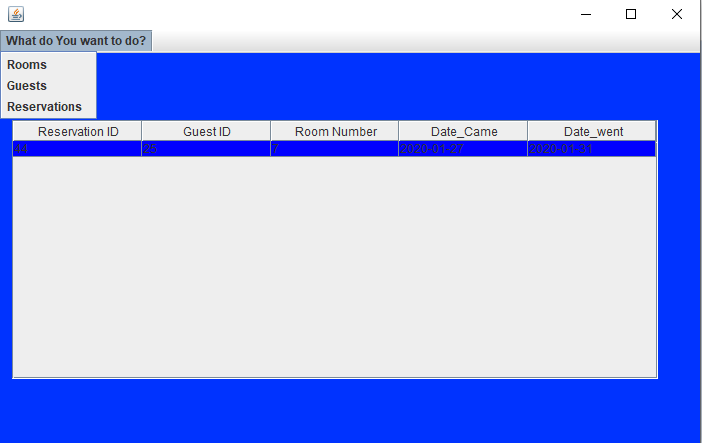 What do You want to do?
Rooms
Guests
Reservations
Reservation ID Guest ID Room Number Date_Came Date_went
44 25 7 2020-01-27 2020-01-31